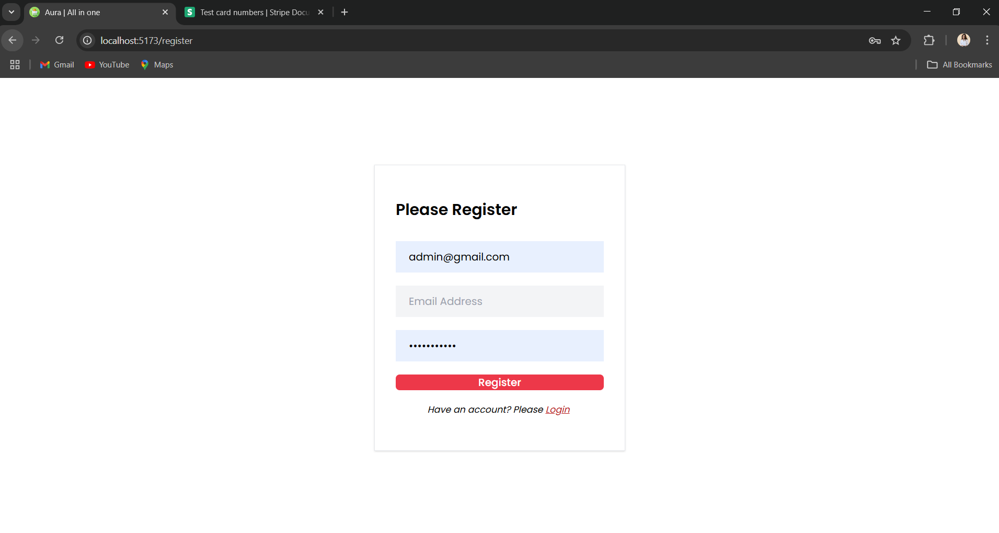 Aura | All in one
Test card numbers | Stripe Docu
localhost:5173/register
Gmail
YouTube
Maps
All Bookmarks
Please Register
admin@gmail.com
Email Address
•••••••••••
Register
Have an account? Please Login